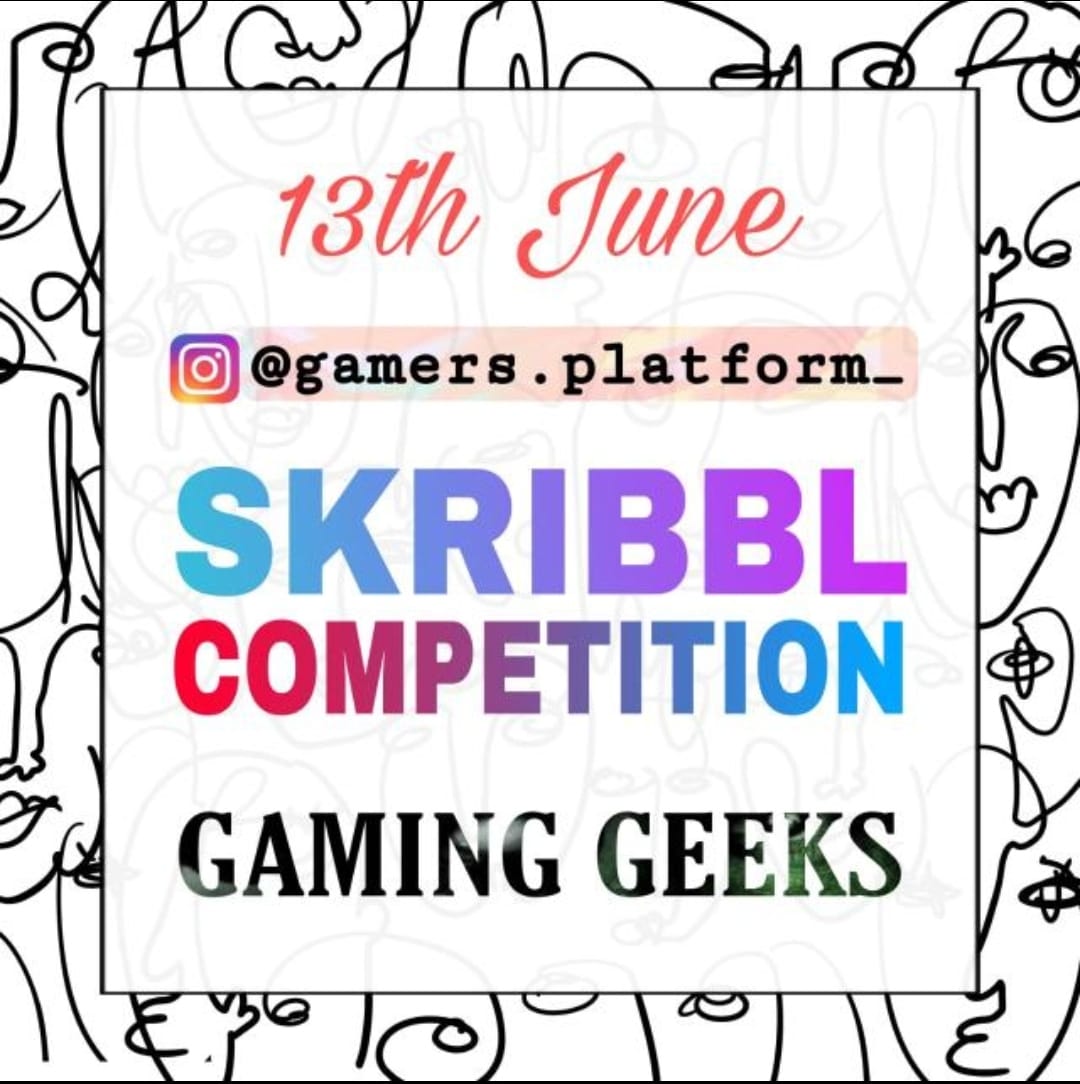 13th June
@gamers.platform_
SKRIBBL
COMPETITION
GAMING GEEKS